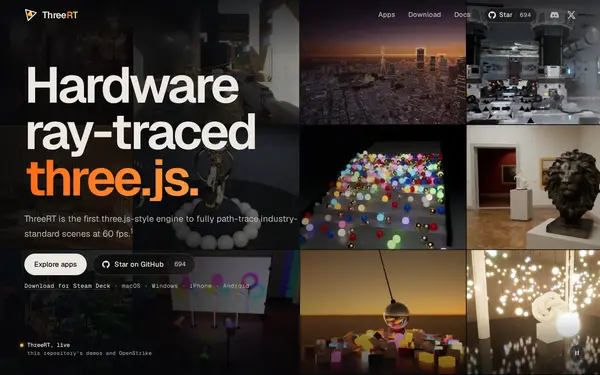 ThreeRT
Apps Download Docs Star 694
Hardware
ray-traced
three.js.
ThreeRT is the first three.js-style engine to fully path-trace industry-
standard scenes at 60 fps.¹
Explore apps Star on GitHub 694
Download for Steam Deck · macOS · Windows · iPhone · Android
ThreeRT, live
this repository's demos and OpenStrike